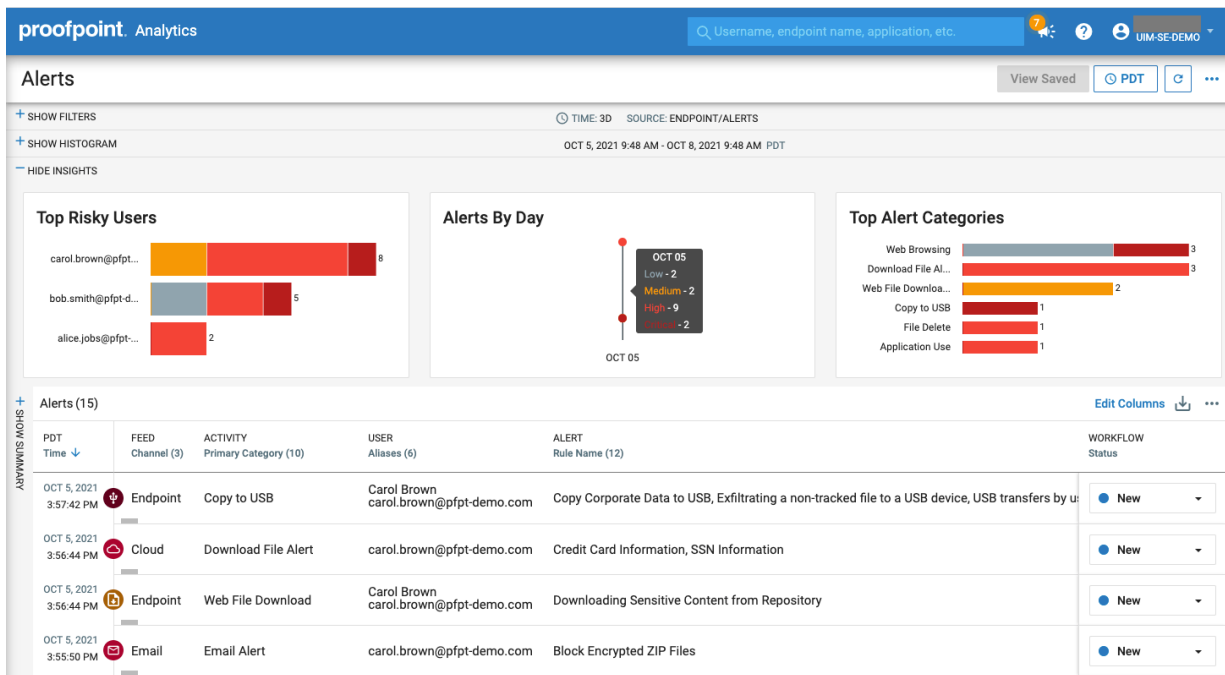 proofpoint. Analytics
Username, endpoint name, application, etc.
7
?
UIM-SE-DEMO
Alerts
View Saved
PDT
+ SHOW FILTERS
TIME: 3D SOURCE: ENDPOINT/ALERTS
+ SHOW HISTOGRAM
OCT 5, 2021 9:48 AM - OCT 8, 2021 9:48 AM PDT
— HIDE INSIGHTS
Top Risky Users
carol.brown@pfpt...
8
bob.smith@pfpt-d...
5
alice.jobs@pfpt-...
2
Alerts By Day
OCT 05
Low - 2
Medium - 2
High - 9
- 2
OCT 05
Top Alert Categories
Web Browsing
3
Download File Al...
3
Web File Downloa...
2
Copy to USB
1
File Delete
1
Application Use
1
+ SHOW SUMMARY
Alerts (15)
Edit Columns
PDT FEED ACTIVITY USER ALERT WORKFLOW
Time Channel (3) Primary Category (10) Aliases (6) Rule Name (12) Status
OCT 5, 2021
3:57:42 PM
Endpoint
Copy to USB
Carol Brown
carol.brown@pfpt-demo.com
Copy Corporate Data to USB, Exfiltrating a non-tracked file to a USB device, USB transfers by
New
OCT 5, 2021
3:56:44 PM
Cloud
Download File Alert
carol.brown@pfpt-demo.com
Credit Card Information, SSN Information
New
OCT 5, 2021
3:56:44 PM
Endpoint
Web File Download
Carol Brown
carol.brown@pfpt-demo.com
Downloading Sensitive Content from Repository
New
OCT 5, 2021
3:55:50 PM
Email
Email Alert
carol.brown@pfpt-demo.com
Block Encrypted ZIP Files
New